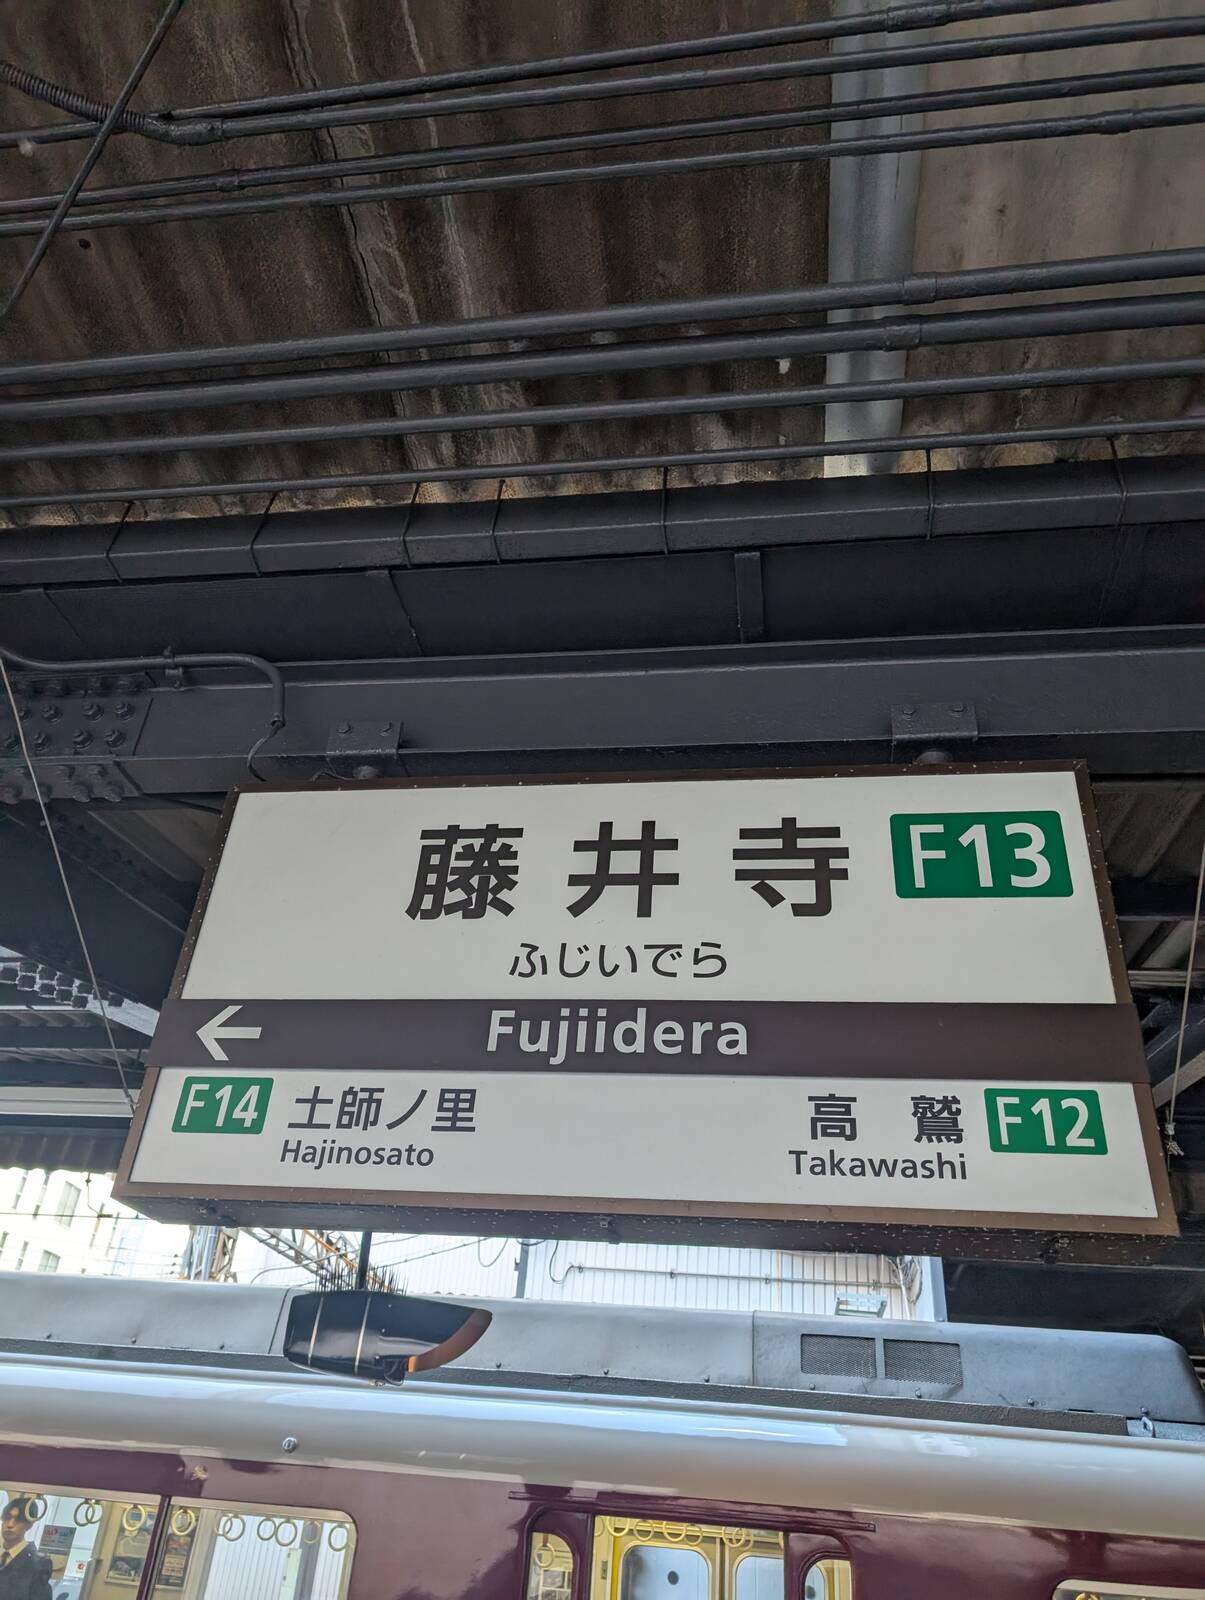 藤井寺 F13
ふじいでら
← Fujiidera
F14 土師ノ里 高鷲 F12
Hajinosato Takawashi